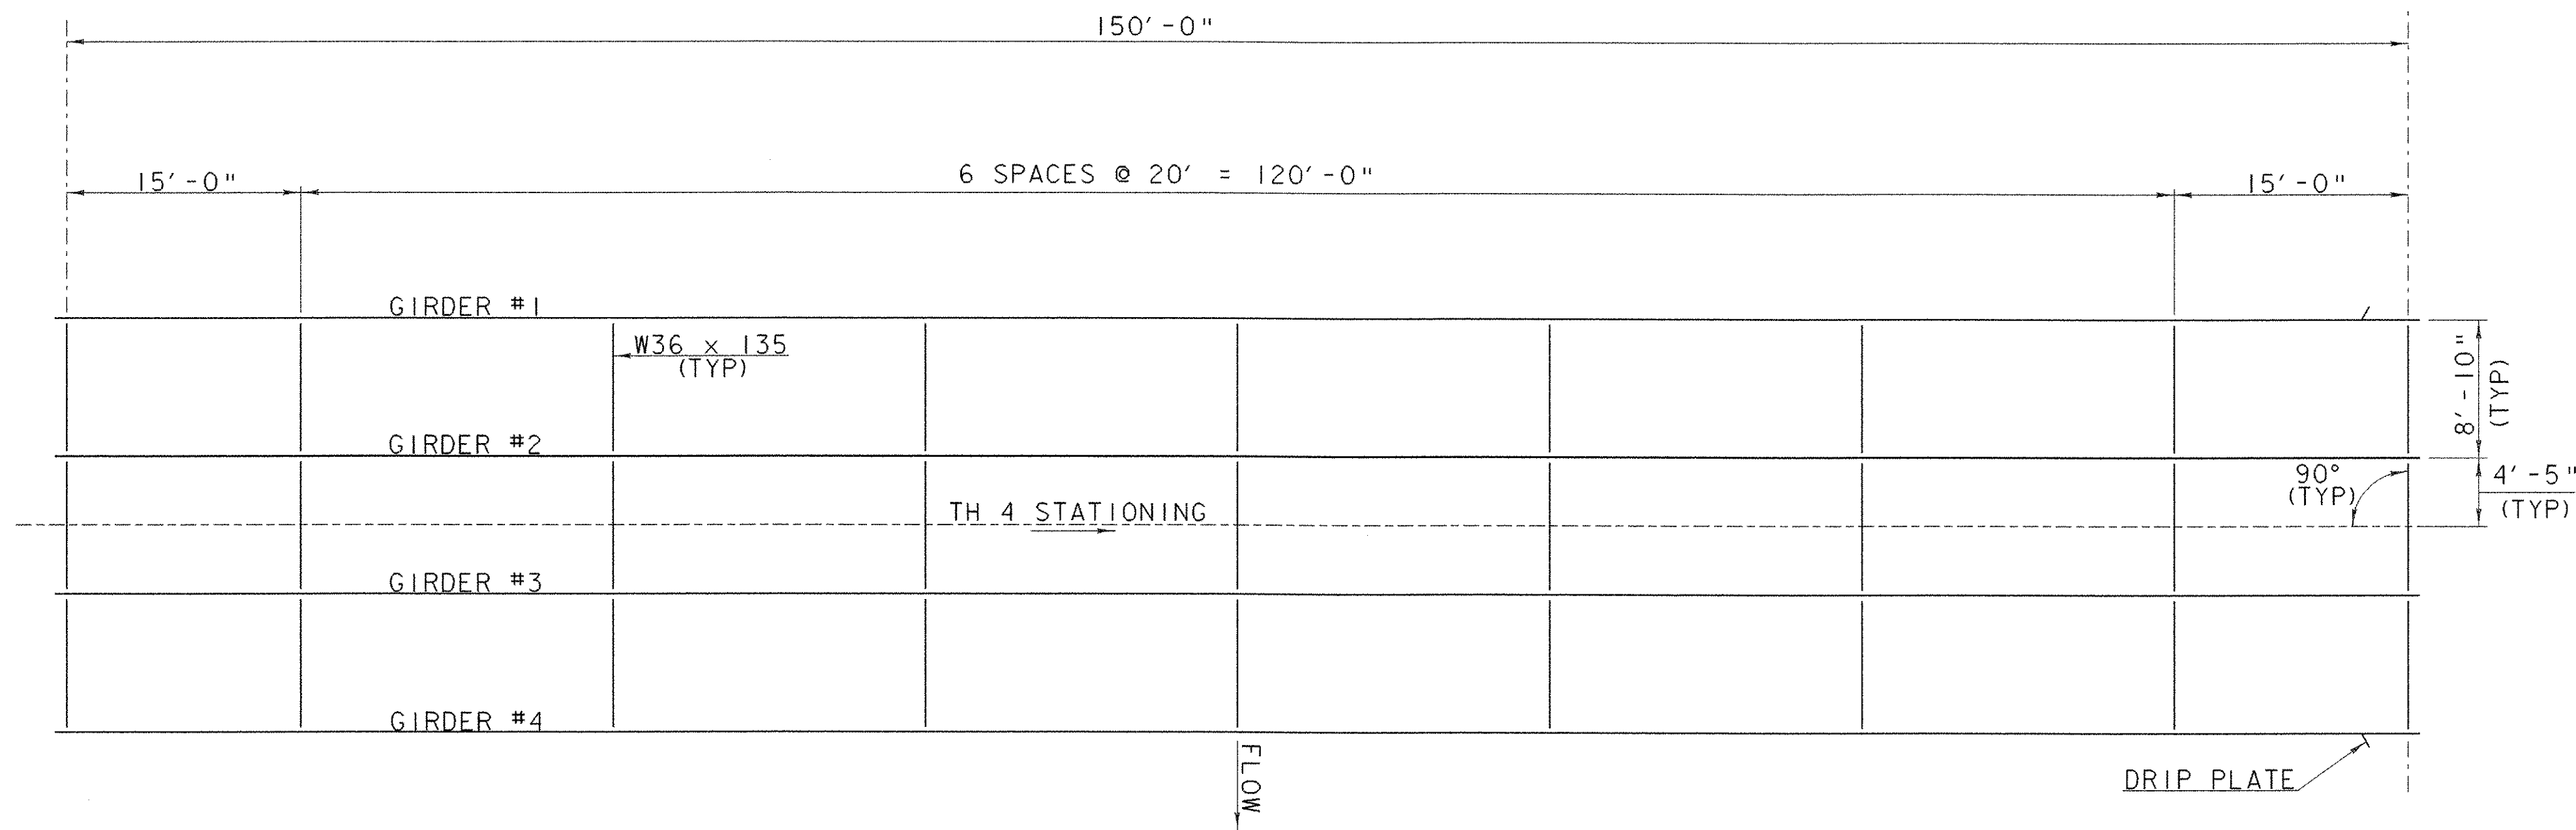 150'-0"
15'-0"
6 SPACES @ 20' = 120'-0"
15'-0"
GIRDER #1
W36 x 135
(TYP)
8'-10"
(TYP)
GIRDER #2
90°
(TYP)
4'-5"
(TYP)
TH 4 STATIONING
GIRDER #3
GIRDER #4
FLOW
DRIP PLATE